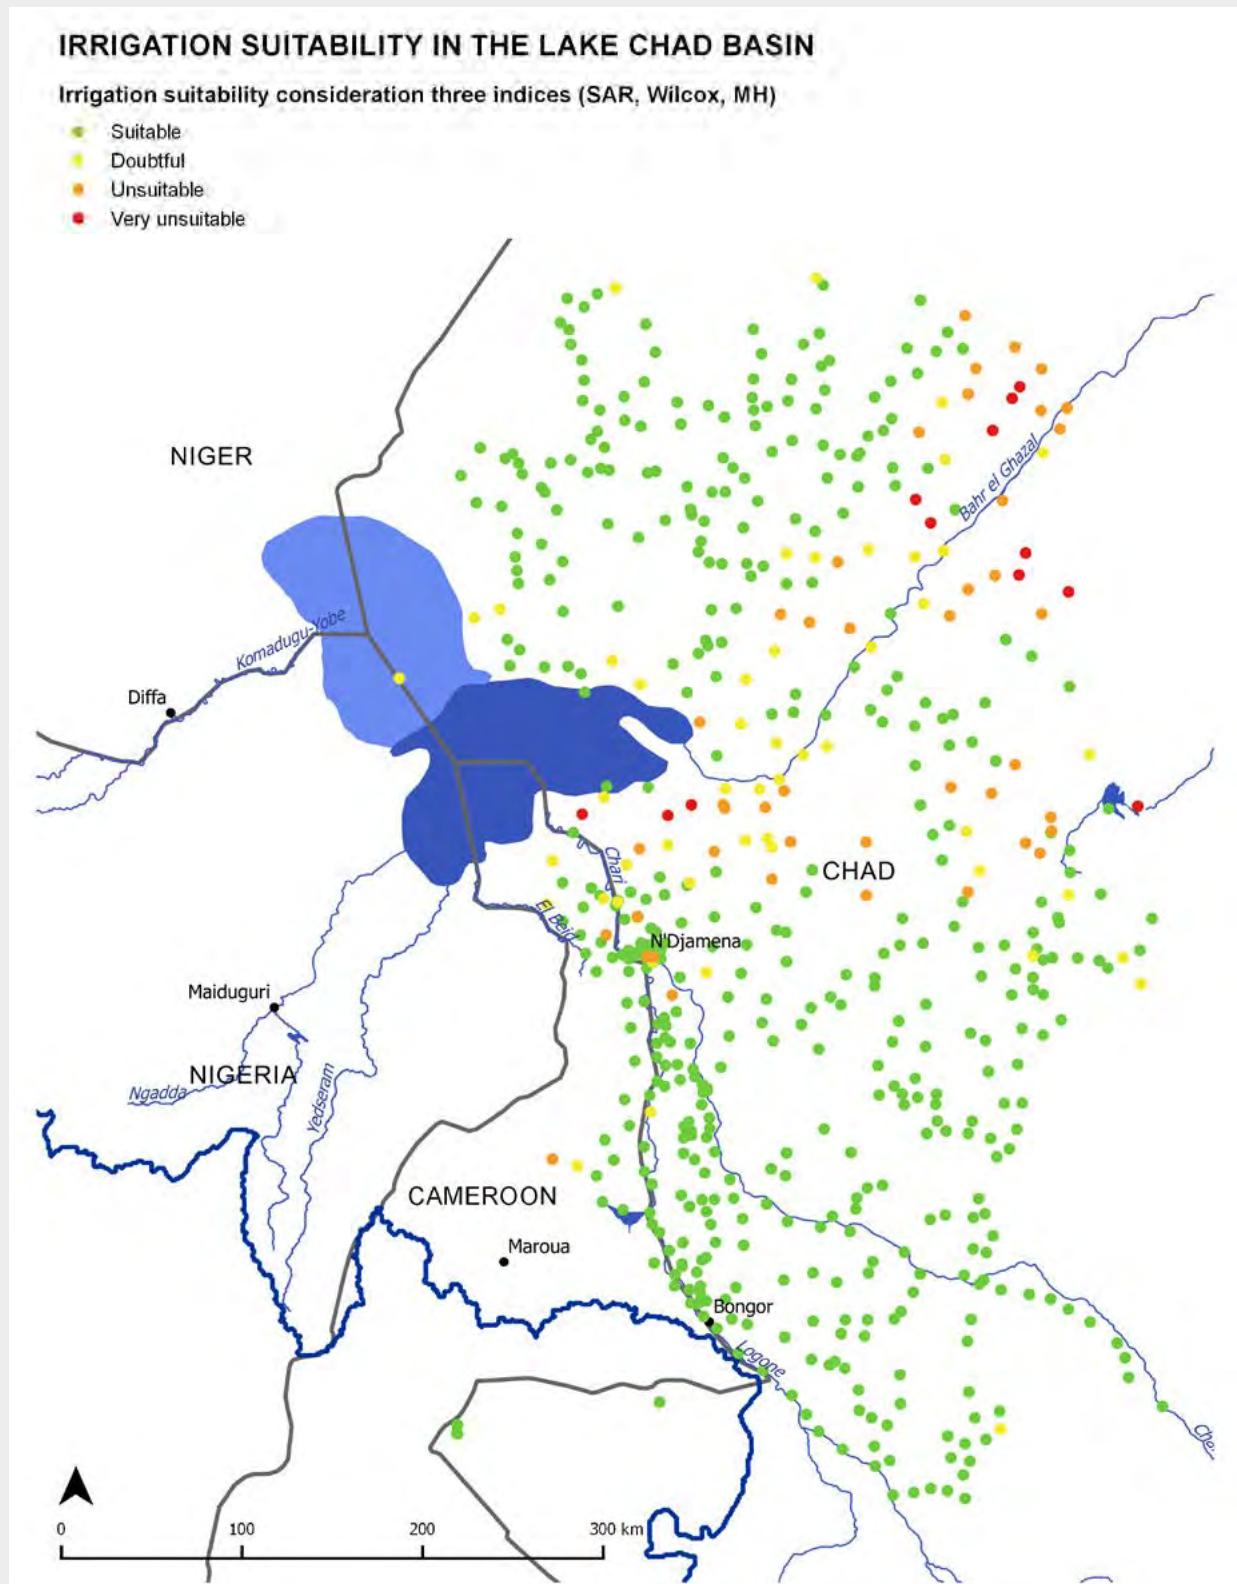 IRRIGATION SUITABILITY IN THE LAKE CHAD BASIN
Irrigation suitability consideration three indices (SAR, Wilcox, MH)
Suitable
Doubtful
Unsuitable
Very unsuitable
NIGER
Bahr el Ghazal
Komadugu-Yobe
Diffa
Chari
CHAD
El Beid
N'Djamena
Maiduguri
NIGERIA
Ngadda
Yedseram
CAMEROON
Maroua
Bongor
Logone
Che
0 100 200 300 km